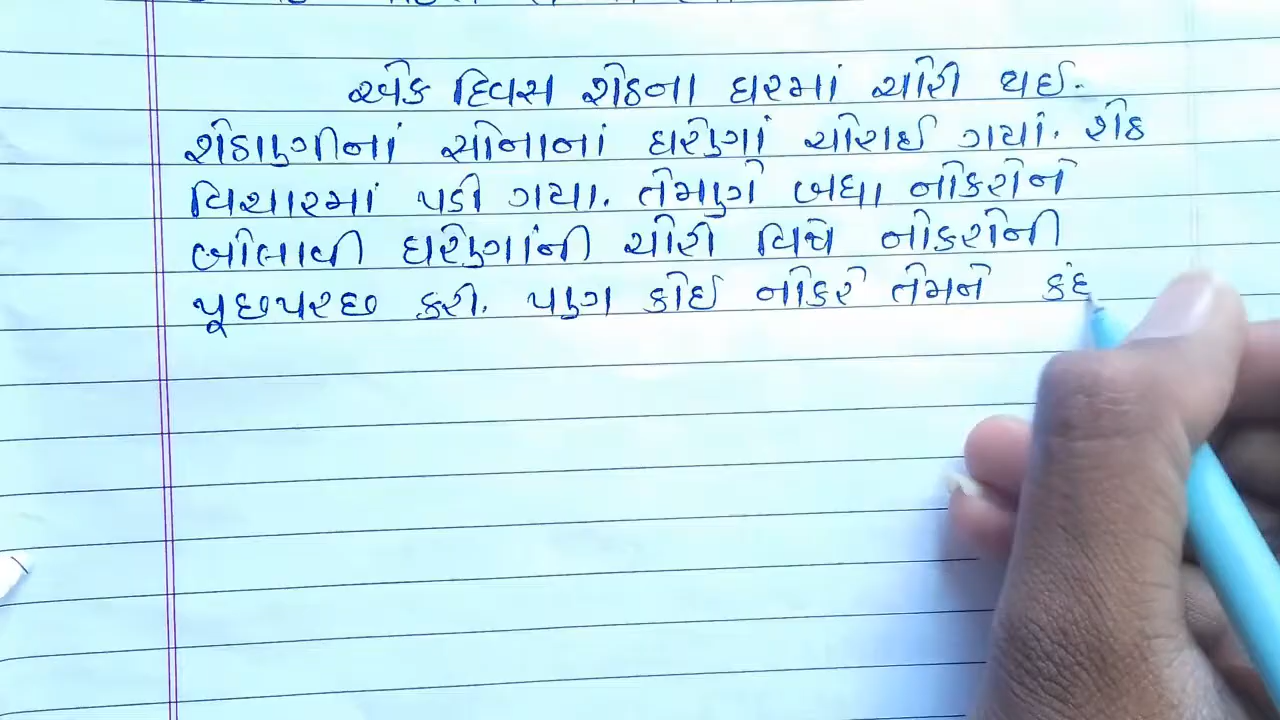 એક દિવસ શેઠના ઘરમાં ચોરી થઈ.
શેઠાણીનાં સોનાનાં ઘરેણાં ચોરાઈ ગયાં. શેઠ
વિચારમાં પડી ગયા. તેમણે બધા નોકરોને
બોલાવી ઘરેણાંની ચોરી વિષે નોકરોની
પૂછપરછ કરી. પણ કોઈ નોકરે તેમને